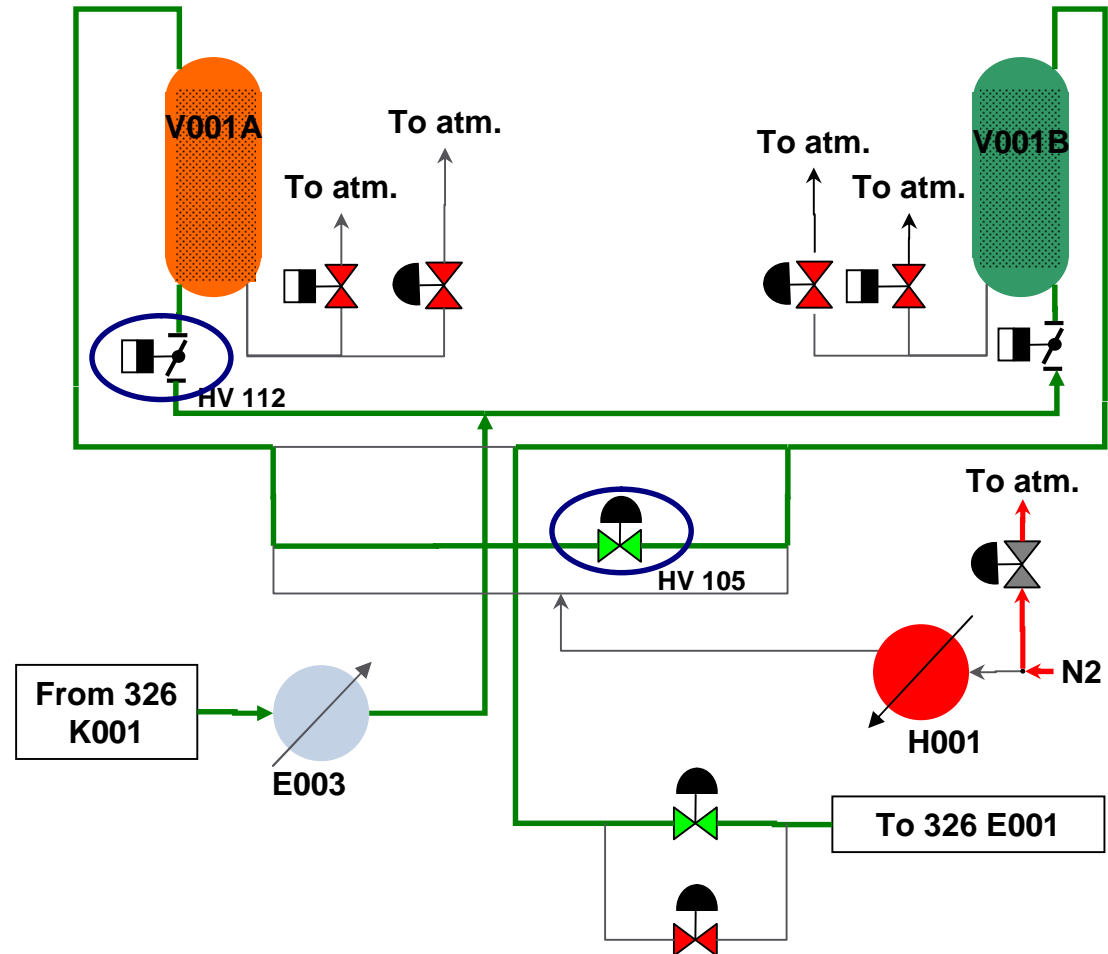 To atm.
V001A
To atm.
V001B
To atm.
To atm.
HV 112
To atm.
HV 105
From 326
K001
N2
H001
E003
To 326 E001